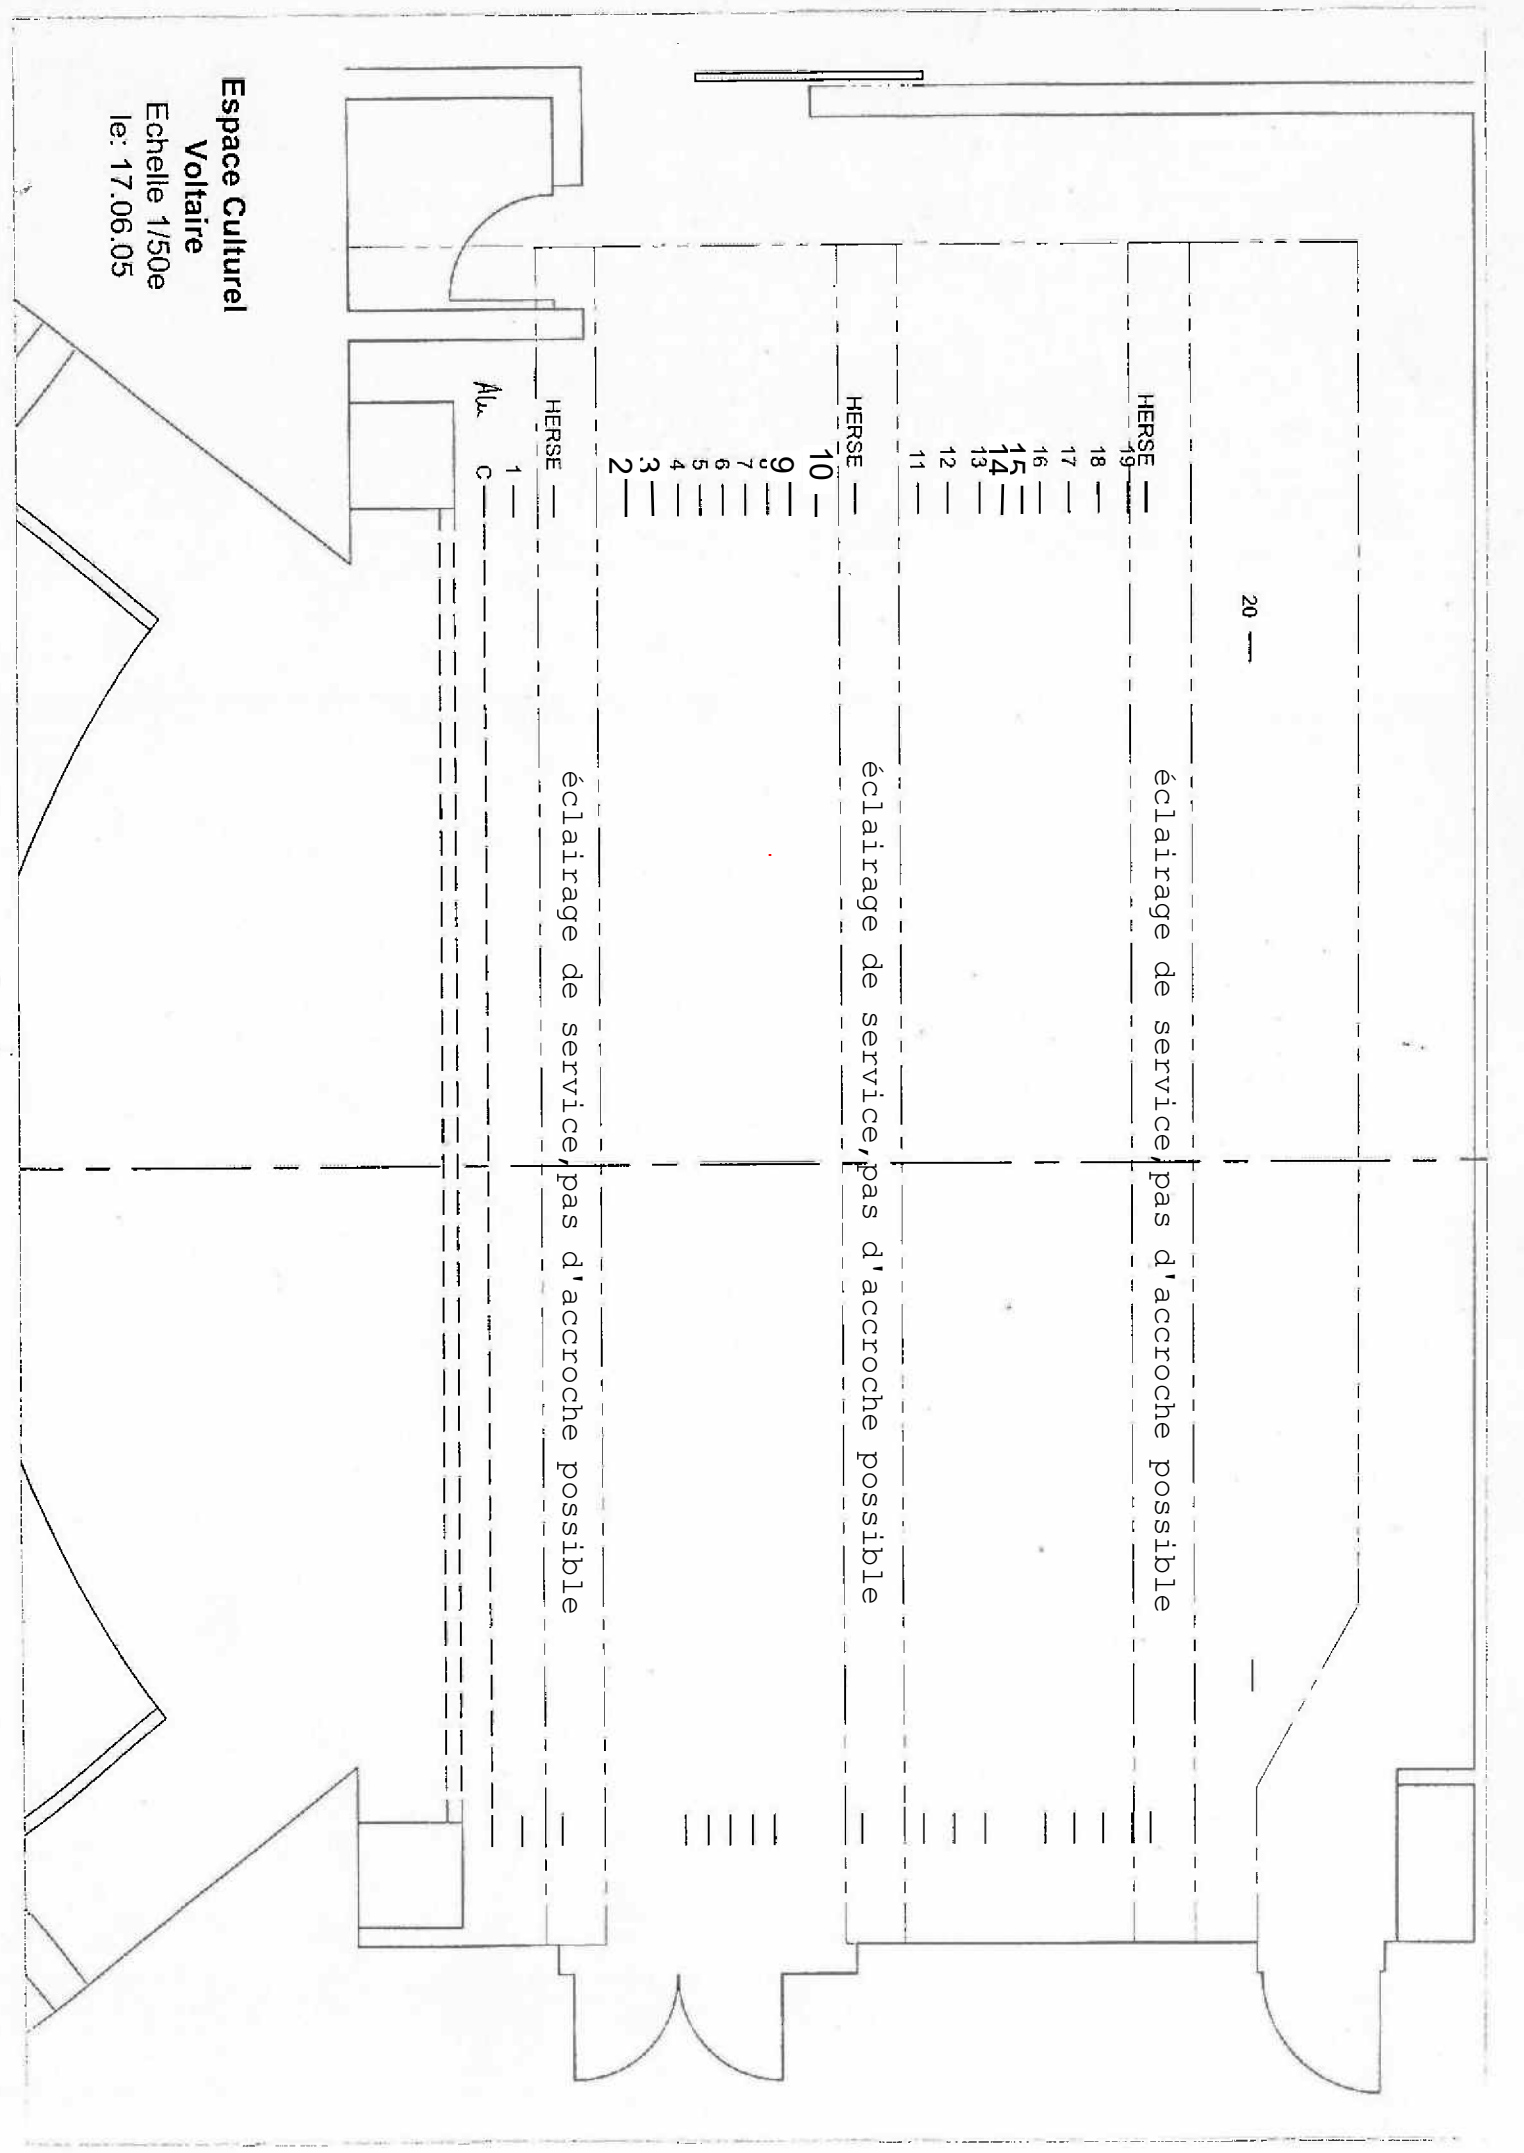 Espace Culturel
Voltaire
Echelle 1/50e
le: 17.06.05
20
HERSE
19
18
17
16
15
14
13
12
11
HERSE
10
9
8
7
6
5
4
3
2
HERSE
1
C
éclairage de service,pas d'accroche possible
éclairage de service,pas d'accroche possible
éclairage de service,pas d'accroche possible